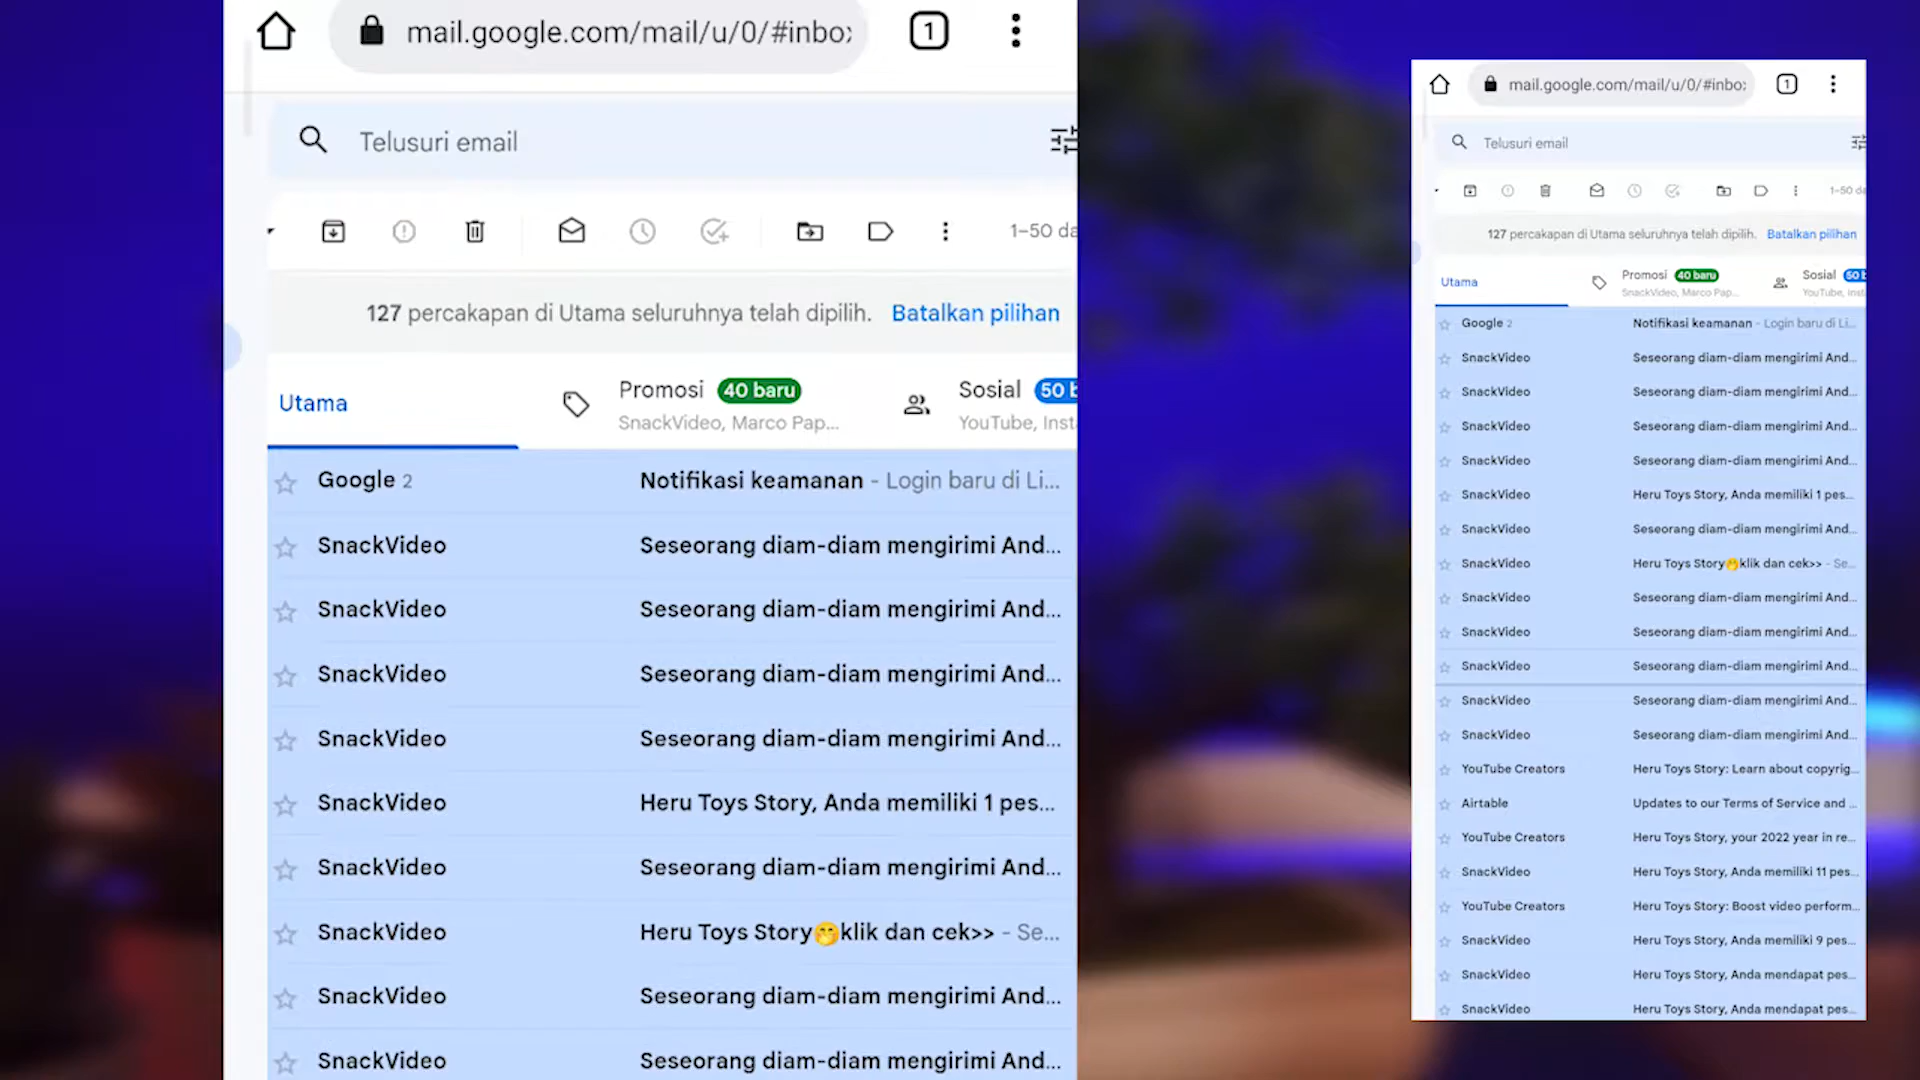 mail.google.com/mail/u/0/#inbo
1
Telusuri email
1–50 da
127 percakapan di Utama seluruhnya telah dipilih. Batalkan pilihan
Utama
Promosi 40 baru
SnackVideo, Marco Pap...
Sosial 50 b
YouTube, Inst
Google 2 Notifikasi keamanan - Login baru di Li...
SnackVideo Seseorang diam-diam mengirimi And...
SnackVideo Seseorang diam-diam mengirimi And...
SnackVideo Seseorang diam-diam mengirimi And...
SnackVideo Seseorang diam-diam mengirimi And...
SnackVideo Heru Toys Story, Anda memiliki 1 pes...
SnackVideo Seseorang diam-diam mengirimi And...
SnackVideo Heru Toys Story🤭klik dan cek>> - Se...
SnackVideo Seseorang diam-diam mengirimi And...
SnackVideo Seseorang diam-diam mengirimi And...
mail.google.com/mail/u/0/#inbo
1
Telusuri email
1–50 da
127 percakapan di Utama seluruhnya telah dipilih. Batalkan pilihan
Utama
Promosi 40 baru
SnackVideo, Marco Pap...
Sosial 50 b
YouTube, Inst
Google 2 Notifikasi keamanan - Login baru di Li...
SnackVideo Seseorang diam-diam mengirimi And...
SnackVideo Seseorang diam-diam mengirimi And...
SnackVideo Seseorang diam-diam mengirimi And...
SnackVideo Seseorang diam-diam mengirimi And...
SnackVideo Heru Toys Story, Anda memiliki 1 pes...
SnackVideo Seseorang diam-diam mengirimi And...
SnackVideo Heru Toys Story🤭klik dan cek>> - Se...
SnackVideo Seseorang diam-diam mengirimi And...
SnackVideo Seseorang diam-diam mengirimi And...
SnackVideo Seseorang diam-diam mengirimi And...
SnackVideo Seseorang diam-diam mengirimi And...
SnackVideo Seseorang diam-diam mengirimi And...
YouTube Creators Heru Toys Story: Learn about copyrig...
Airtable Updates to our Terms of Service and ...
YouTube Creators Heru Toys Story, your 2022 year in re...
SnackVideo Heru Toys Story, Anda memiliki 11 pes...
YouTube Creators Heru Toys Story: Boost video perform...
SnackVideo Heru Toys Story, Anda memiliki 9 pes...
SnackVideo Heru Toys Story, Anda mendapat pes...
SnackVideo Heru Toys Story, Anda mendapat pes...